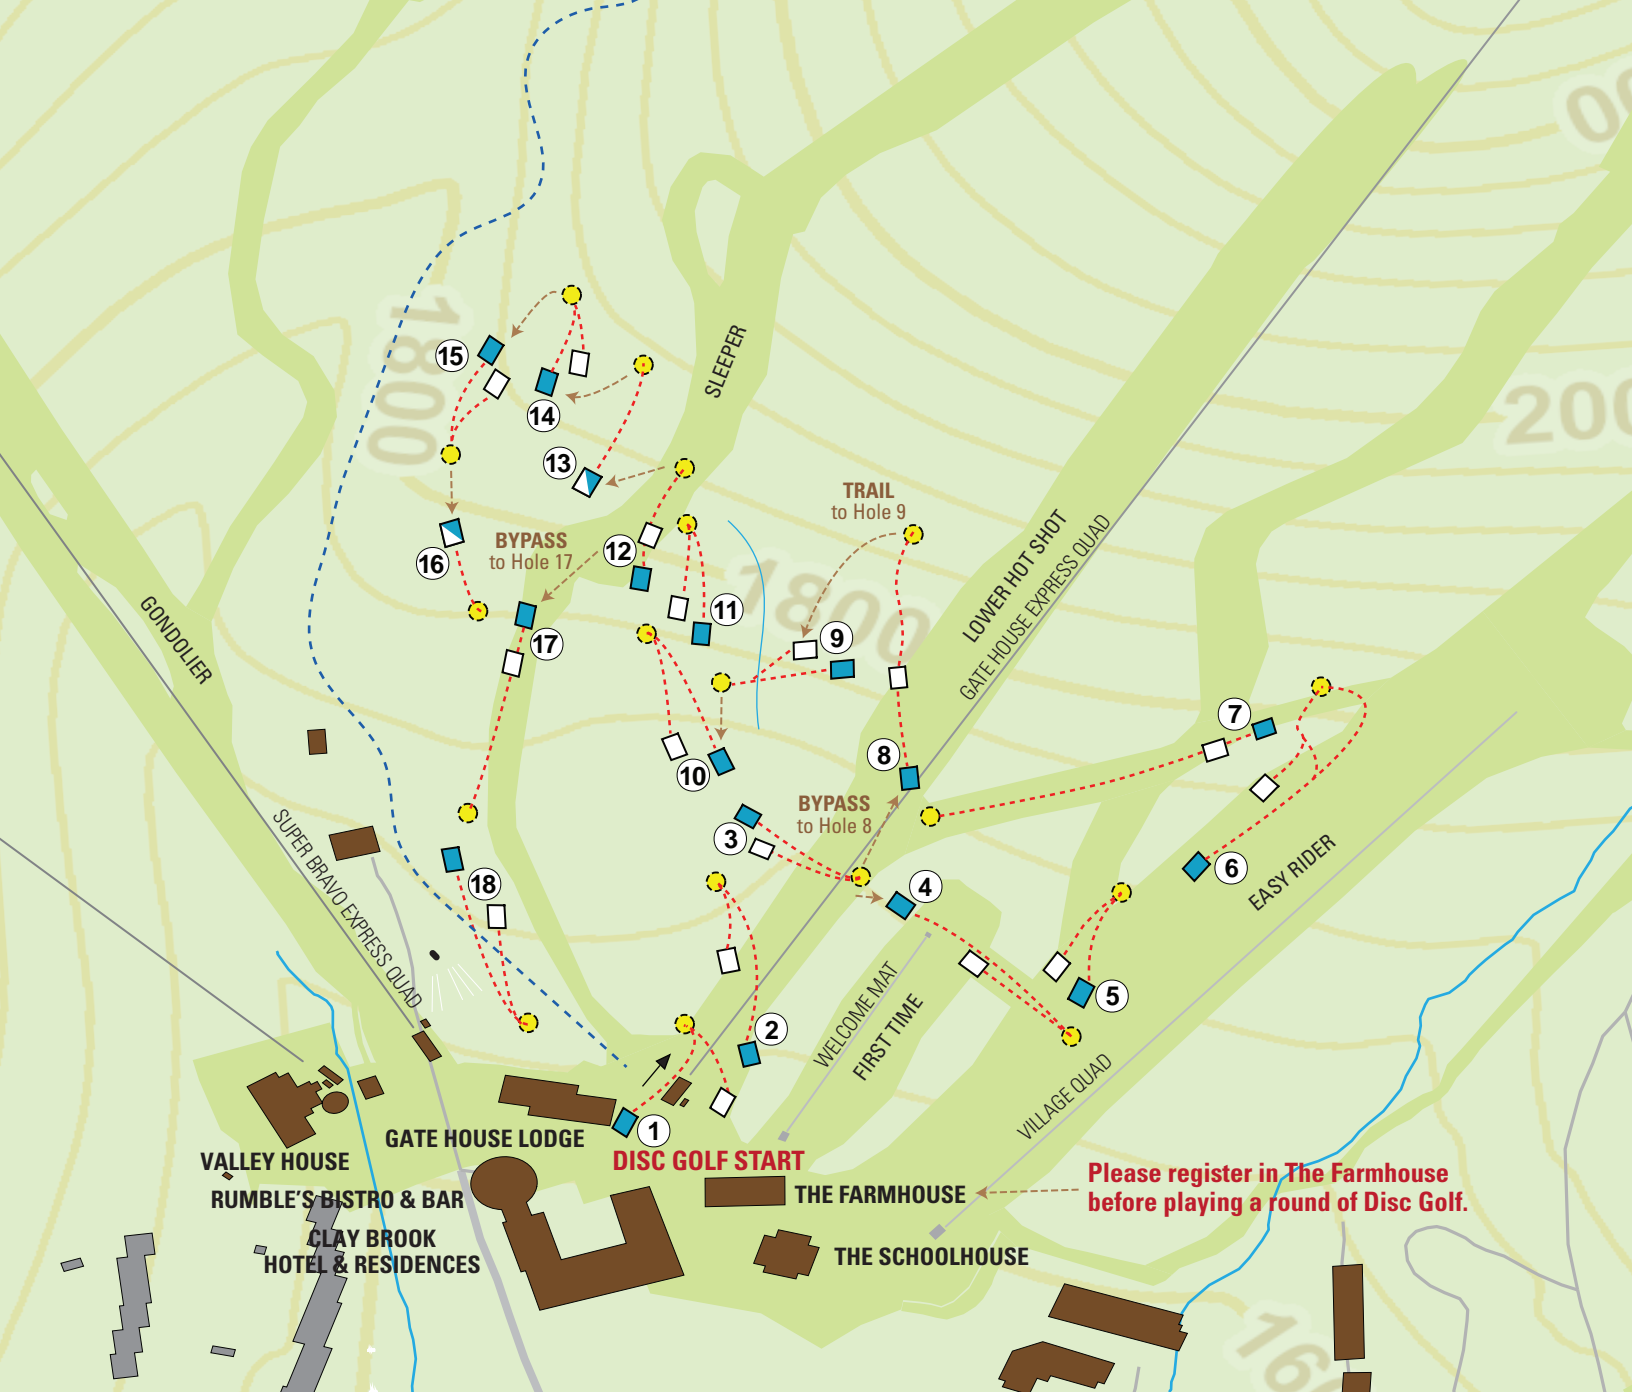 00
1800
200
SLEEPER
15
14
13
TRAIL
to Hole 9
LOWER HOT SHOT
GATE HOUSE EXPRESS QUAD
BYPASS
to Hole 17
12
16
1800
11
9
17
GONDOLIER
7
8
10
BYPASS
to Hole 8
3
SUPER BRAVO EXPRESS QUAD
6
EASY RIDER
18
4
WELCOME MAT
FIRST TIME
5
2
VILLAGE QUAD
1
GATE HOUSE LODGE
VALLEY HOUSE
DISC GOLF START
Please register in The Farmhouse
before playing a round of Disc Golf.
THE FARMHOUSE
RUMBLE'S BISTRO & BAR
CLAY BROOK
HOTEL & RESIDENCES
THE SCHOOLHOUSE
160